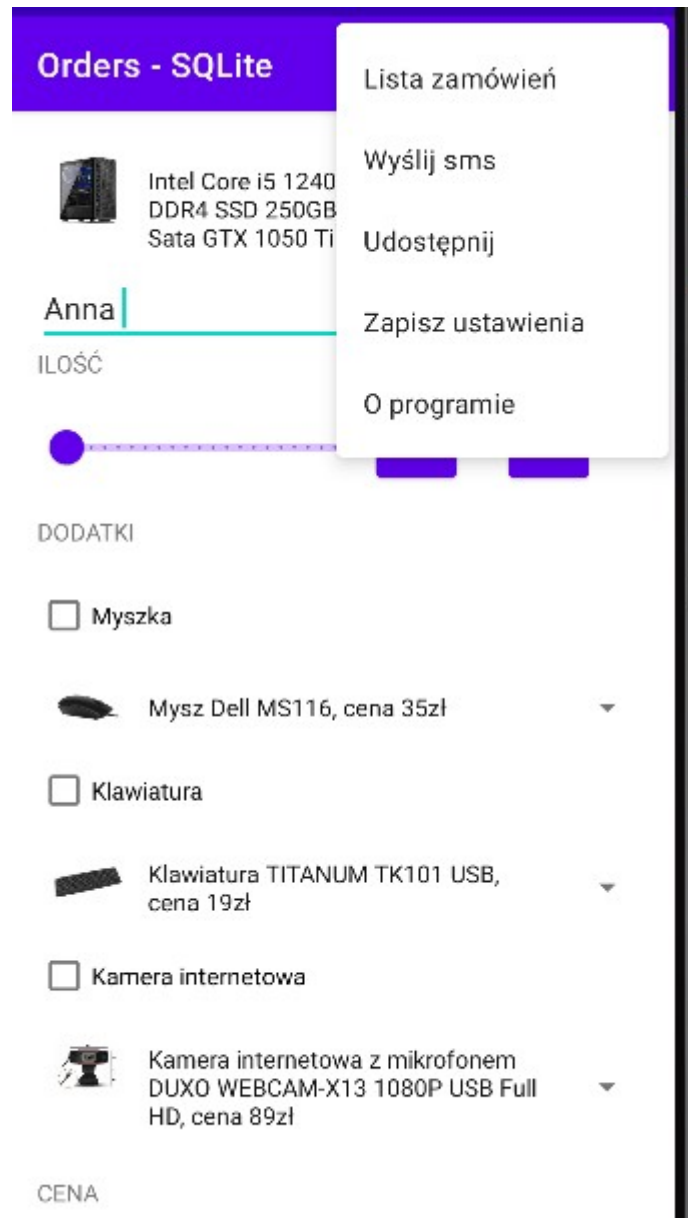 Orders - SQLite
Lista zamówień
Wyślij sms
Udostępnij
Zapisz ustawienia
O programie
Intel Core i5 1240
DDR4 SSD 250GB
Sata GTX 1050 Ti
Anna
ILOŚĆ
DODATKI
Myszka
Mysz Dell MS116, cena 35zł
Klawiatura
Klawiatura TITANUM TK101 USB,
cena 19zł
Kamera internetowa
Kamera internetowa z mikrofonem
DUXO WEBCAM-X13 1080P USB Full
HD, cena 89zł
CENA